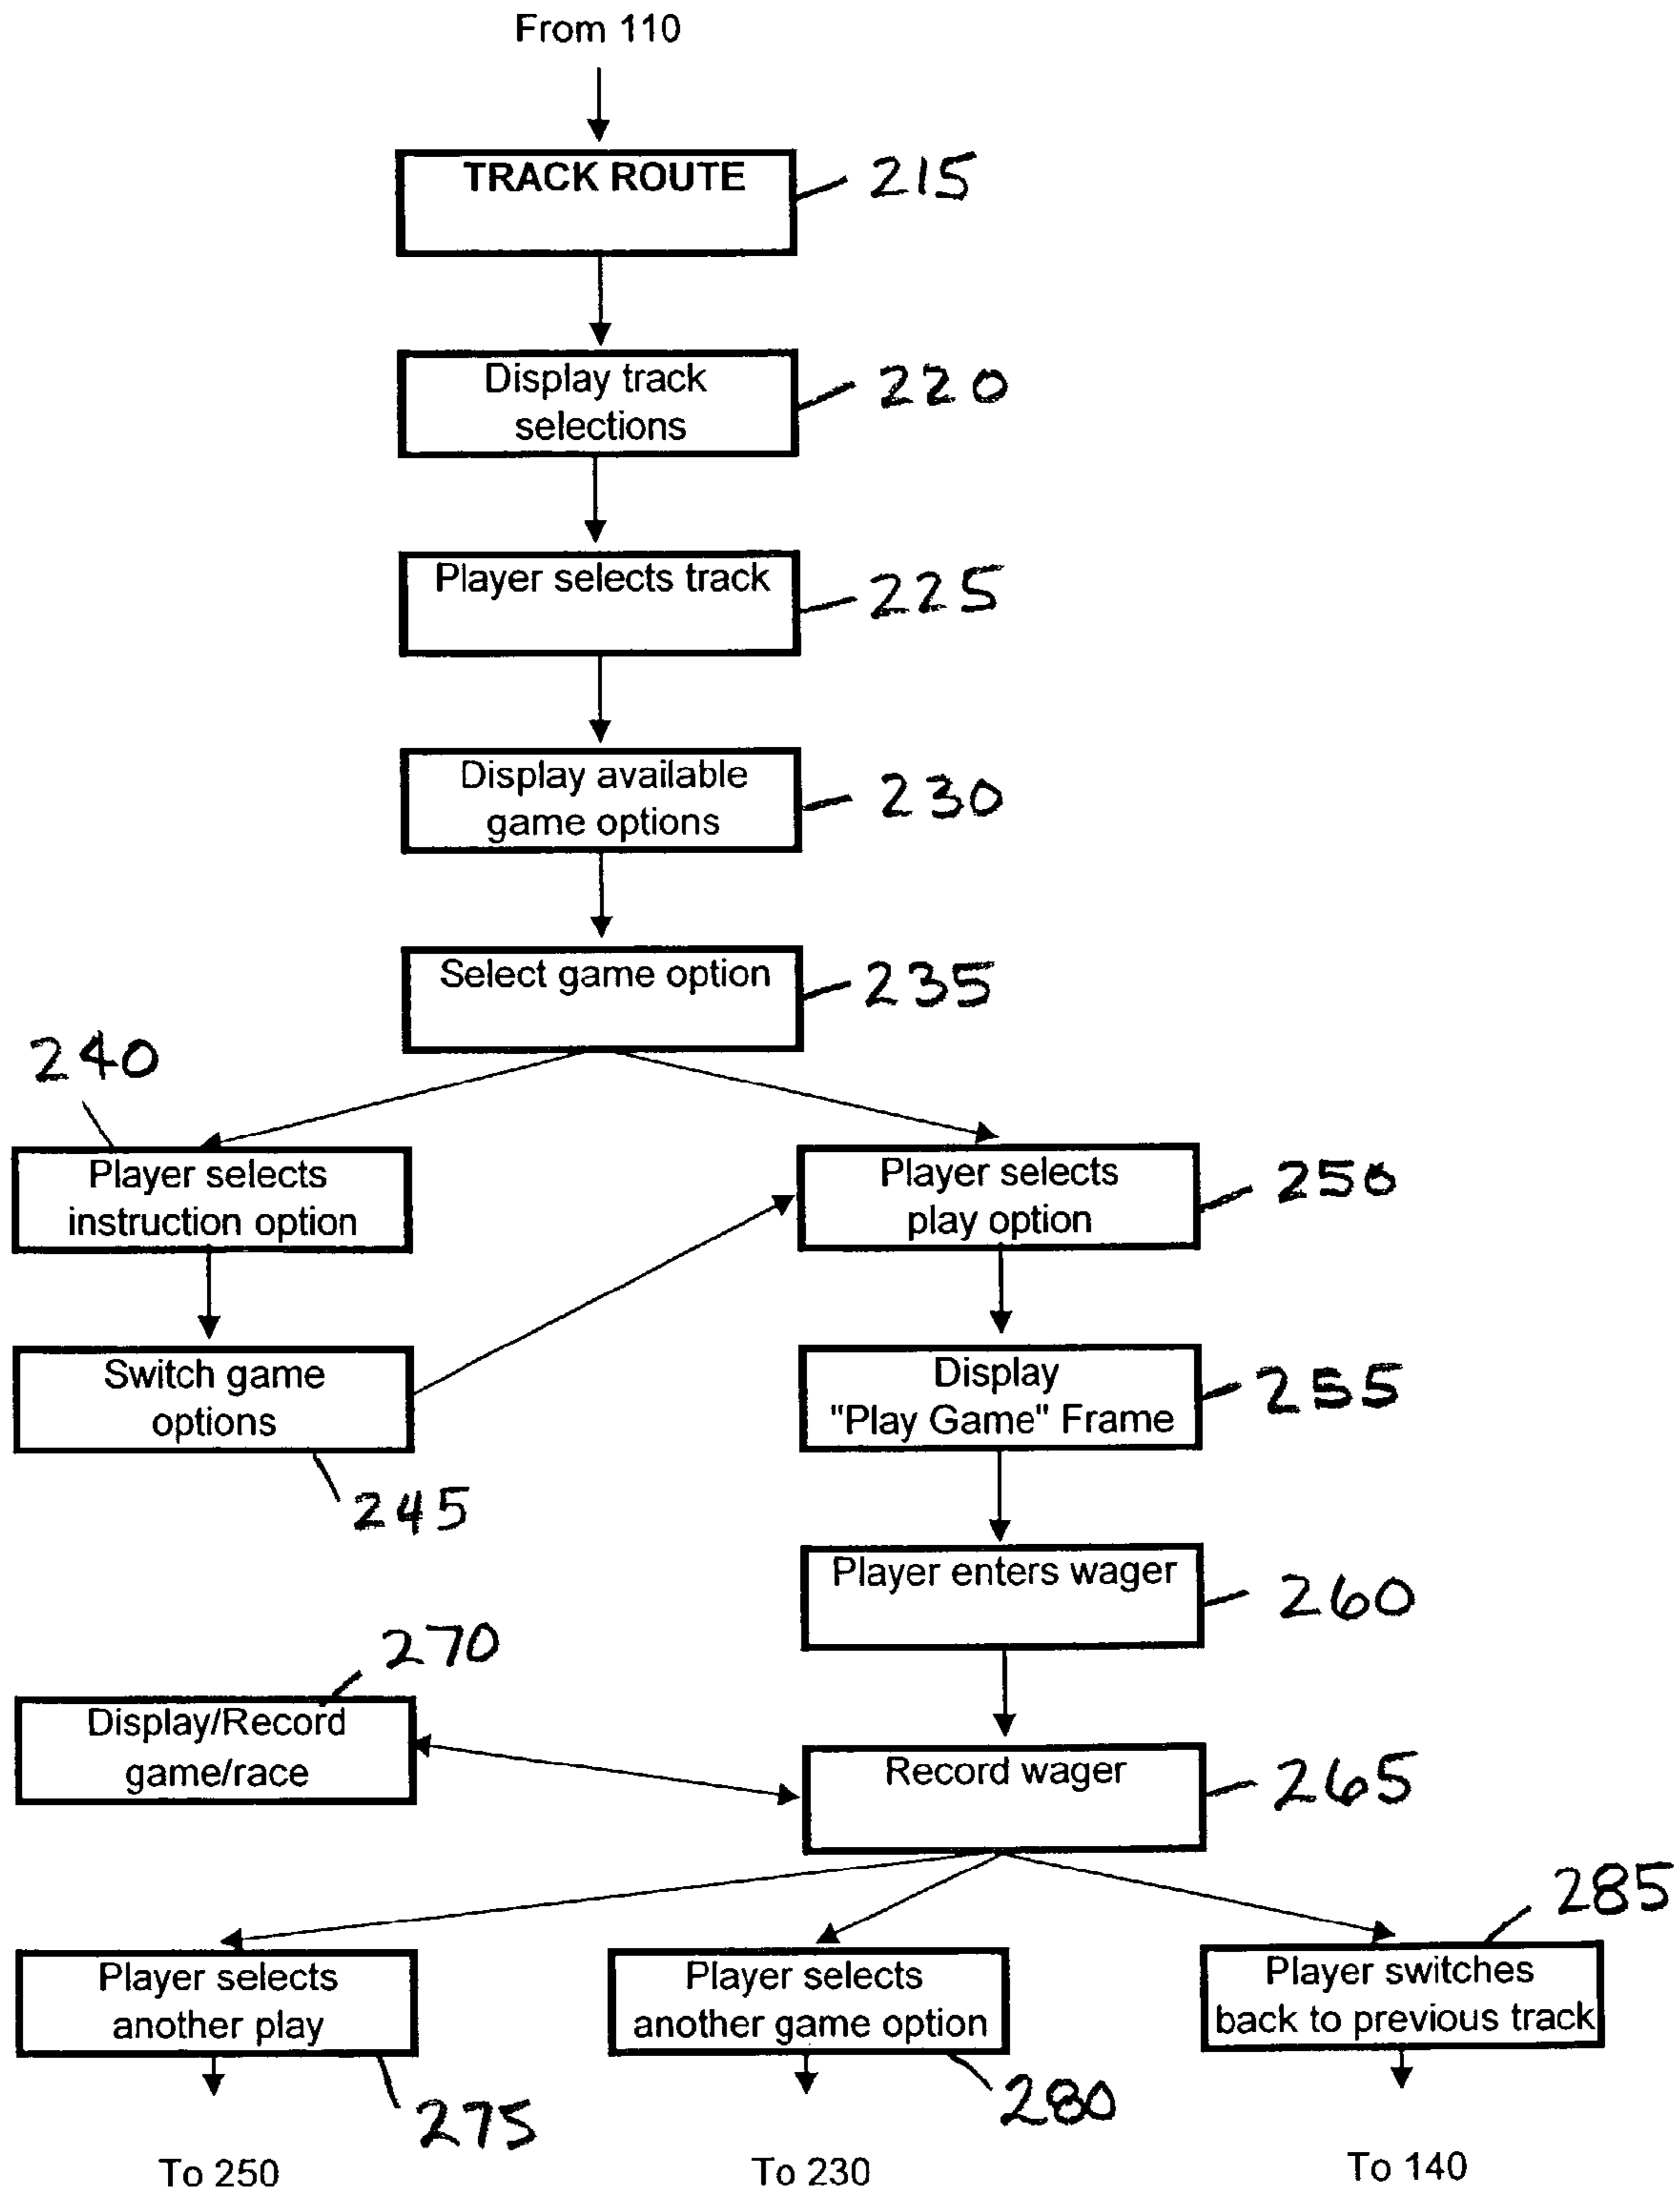 From 110
TRACK ROUTE
215
Display track
selections
220
Player selects track
225
Display available
game options
230
Select game option
235
240
Player selects
instruction option
Player selects
play option
250
Switch game
options
245
Display
"Play Game" Frame
255
Player enters wager
260
270
Display/Record
game/race
Record wager
265
285
Player selects
another play
275
Player selects
another game option
280
Player switches
back to previous track
To 250
To 230
To 140